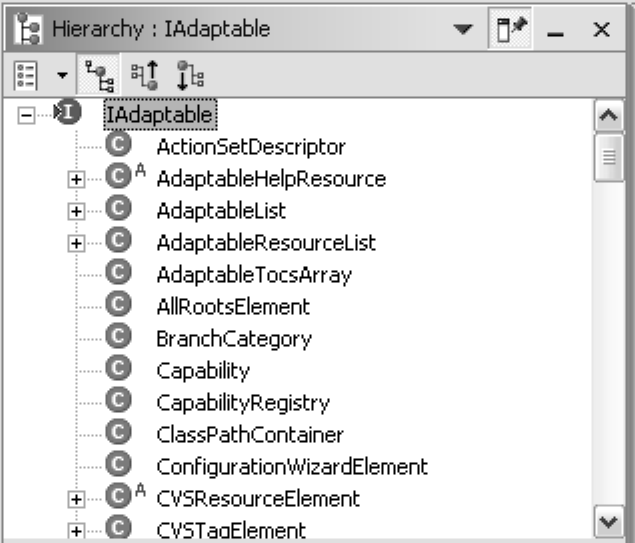 Hierarchy : IAdaptable
I IAdaptable
C ActionSetDescriptor
C A AdaptableHelpResource
C AdaptableList
C AdaptableResourceList
C AdaptableTocsArray
C AllRootsElement
C BranchCategory
C Capability
C CapabilityRegistry
C ClassPathContainer
C ConfigurationWizardElement
C A CVSResourceElement
C CVSTagElement